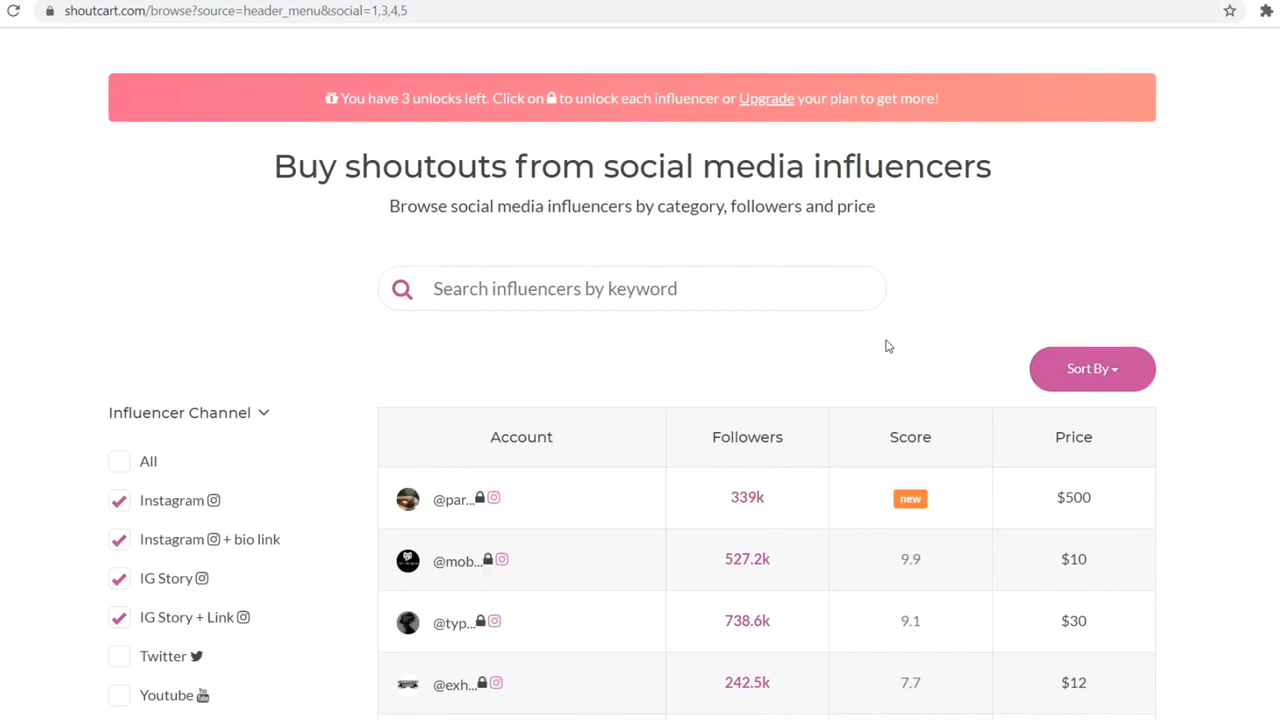 shoutcart.com/browse?source=header_menu&social=1,3,4,5
You have 3 unlocks left. Click on to unlock each influencer or Upgrade your plan to get more!
Buy shoutouts from social media influencers
Browse social media influencers by category, followers and price
Search influencers by keyword
Sort By
Influencer Channel
All
Instagram
Instagram + bio link
IG Story
IG Story + Link
Twitter
Youtube
Account Followers Score Price
@par... 339k new $500
@mob... 527.2k 9.9 $10
@typ... 738.6k 9.1 $30
@exh... 242.5k 7.7 $12